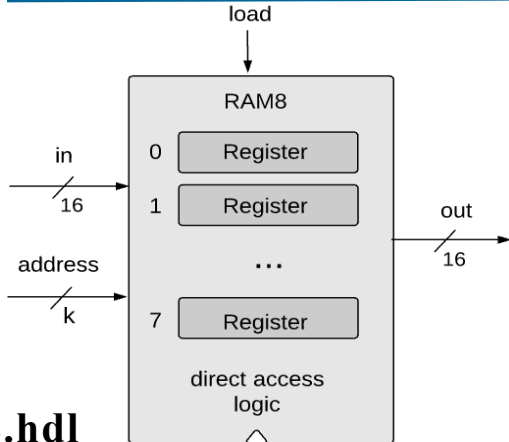 load
RAM8
in
0 Register
16
1 Register
out
address
...
16
k
7 Register
direct access
logic
.hdl